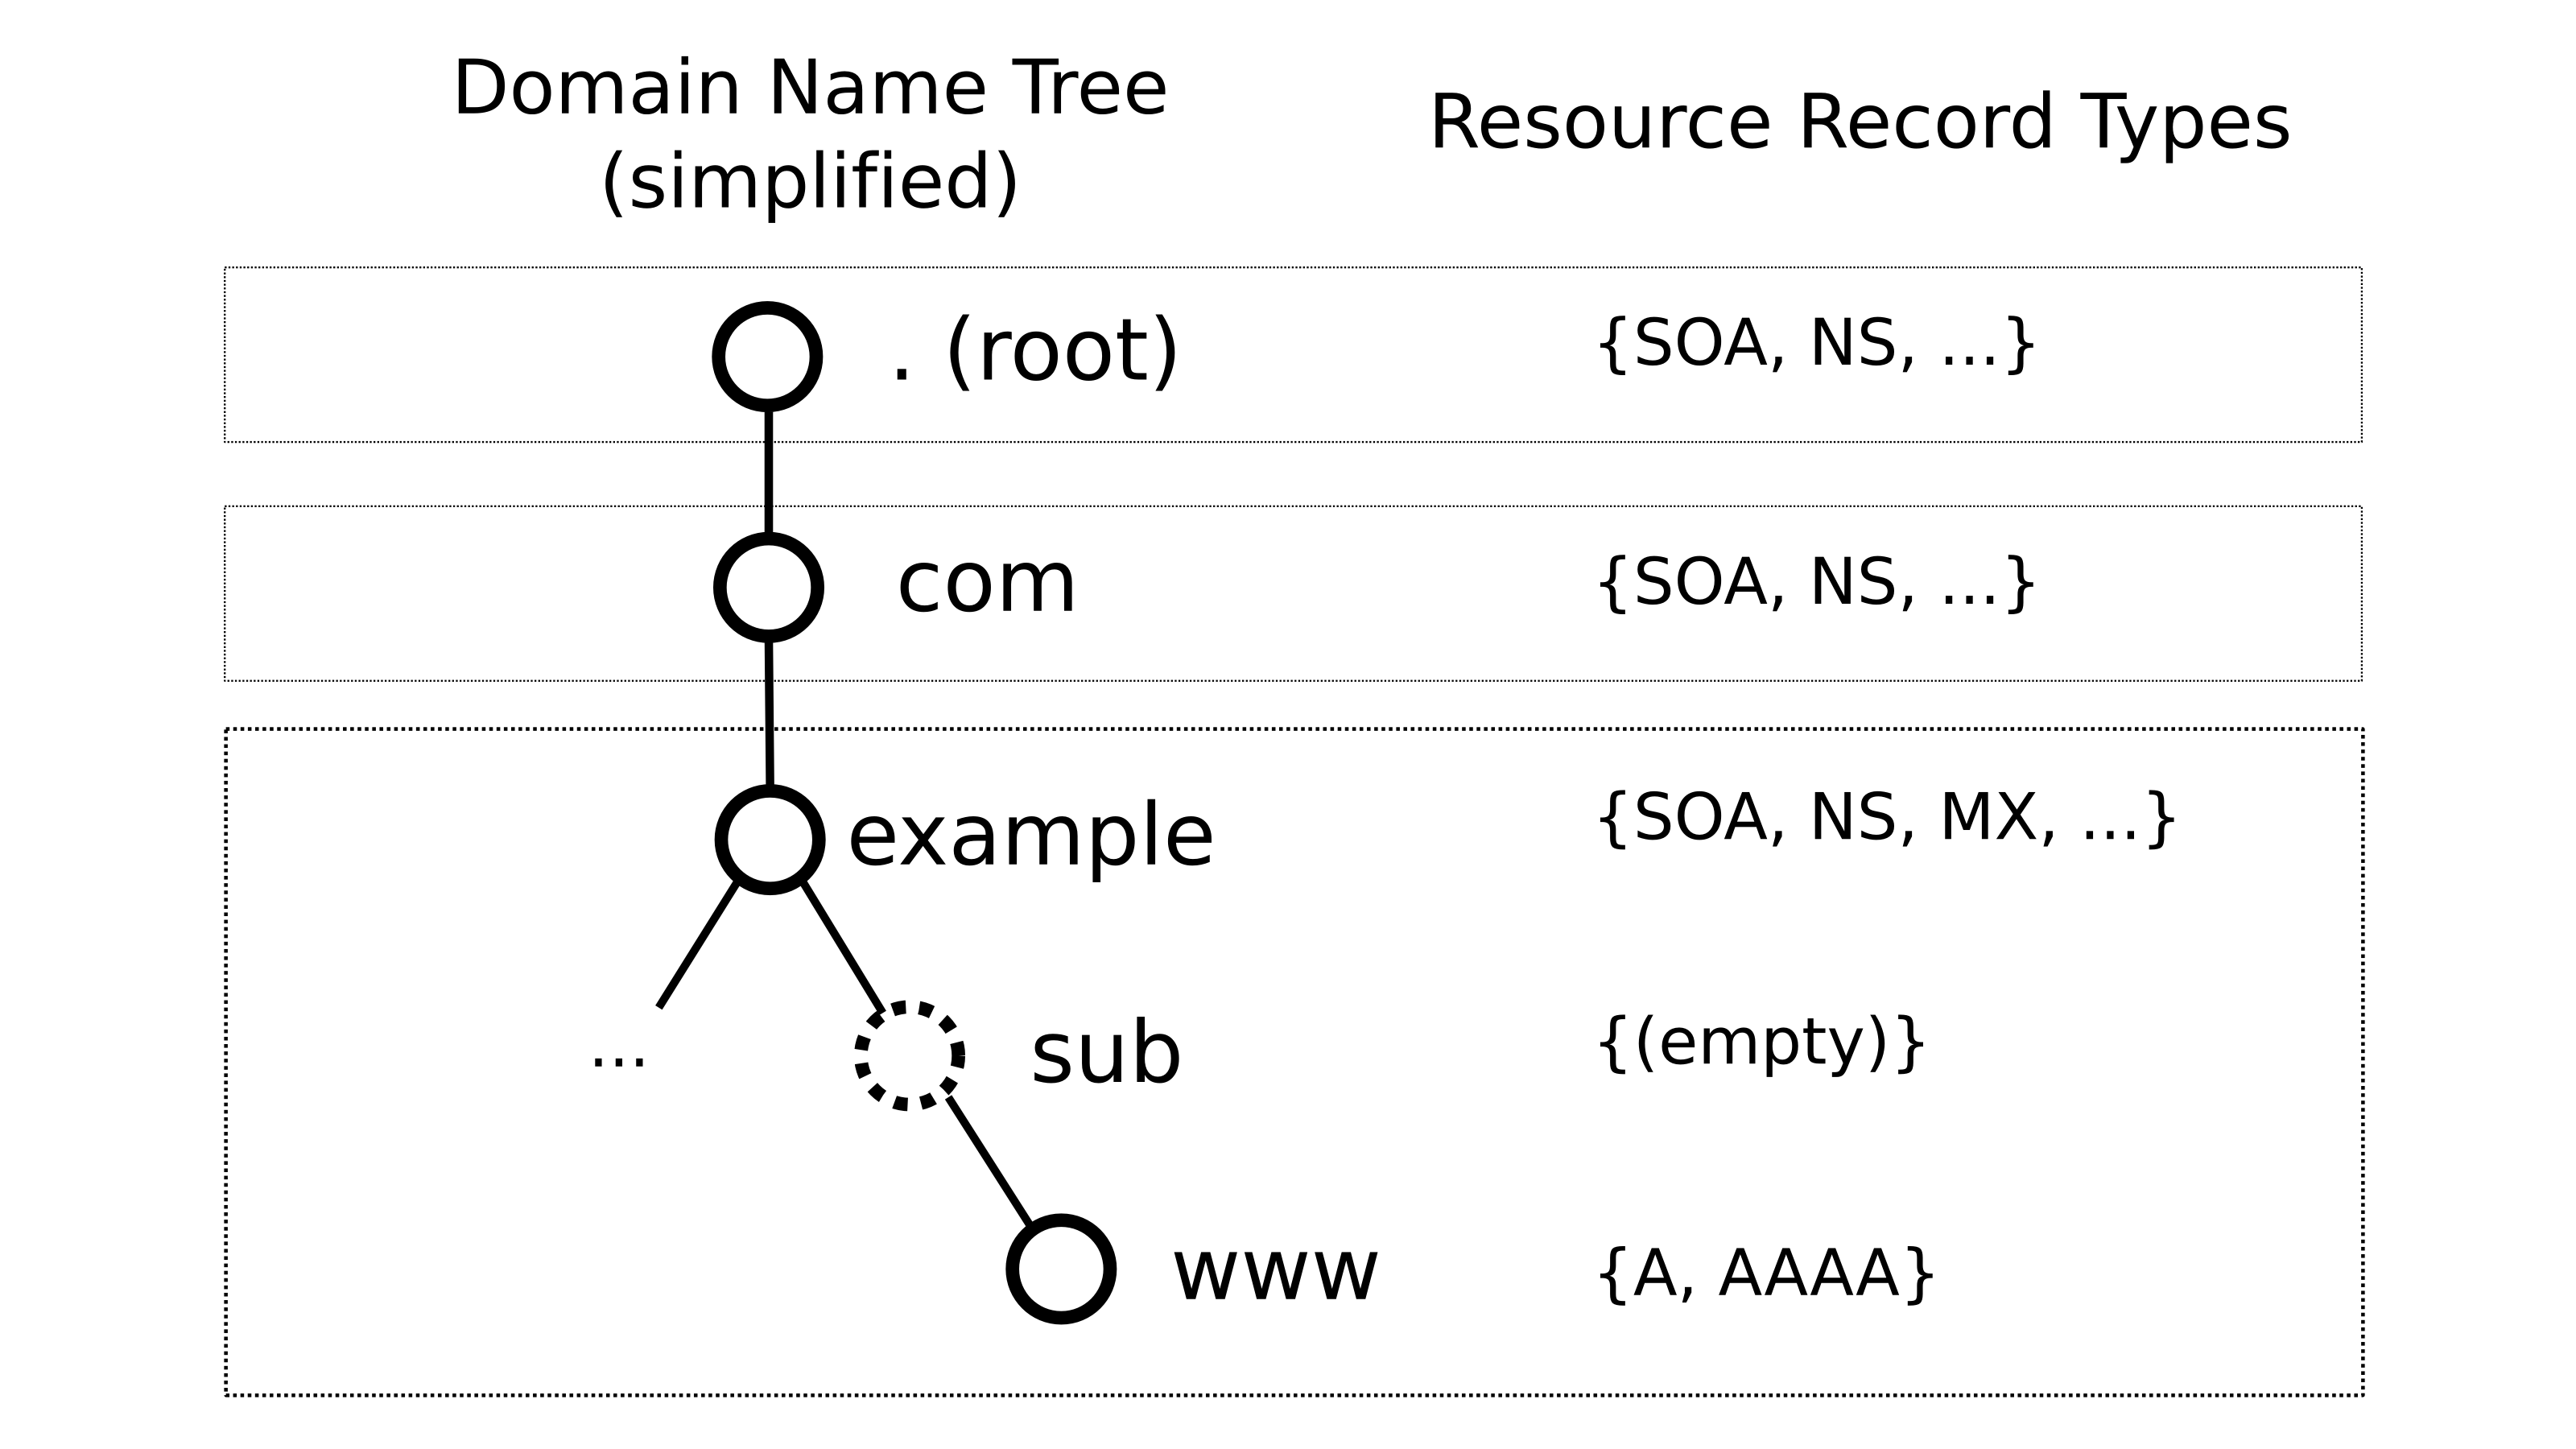 Domain Name Tree
(simplified)
Resource Record Types
. (root)
{SOA, NS, ...}
com
{SOA, NS, ...}
example
{SOA, NS, MX, ...}
...
sub
{(empty)}
www
{A, AAAA}